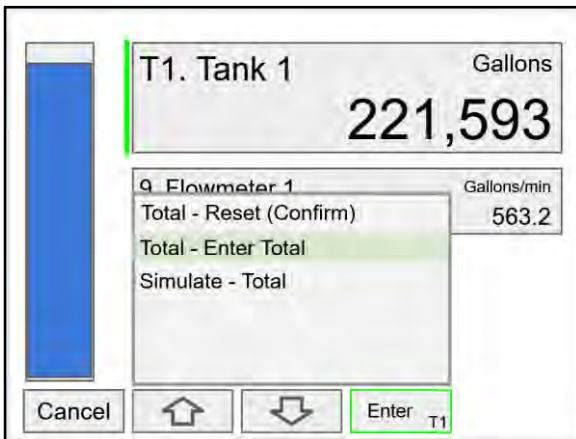 T1. Tank 1 Gallons
221,593
9. Flowmeter 1 Gallons/min
563.2
Total - Reset (Confirm)
Total - Enter Total
Simulate - Total
Cancel Enter T1